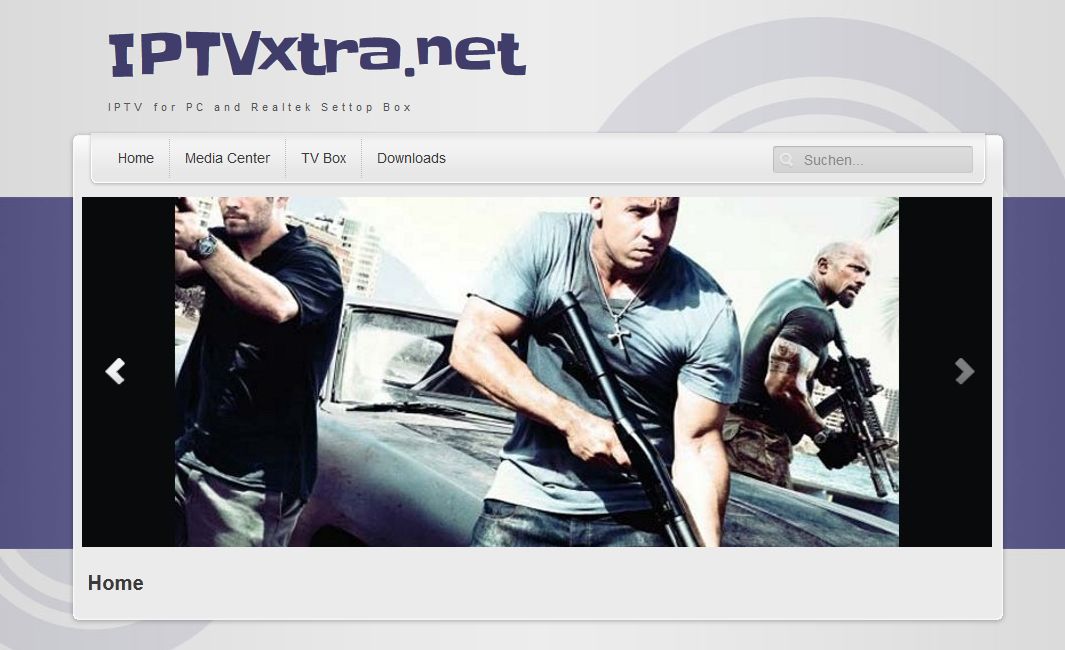 IPTVxtra.net
IPTV for PC and Realtek Settop Box
Home
Media Center
TV Box
Downloads
Suchen...
Home